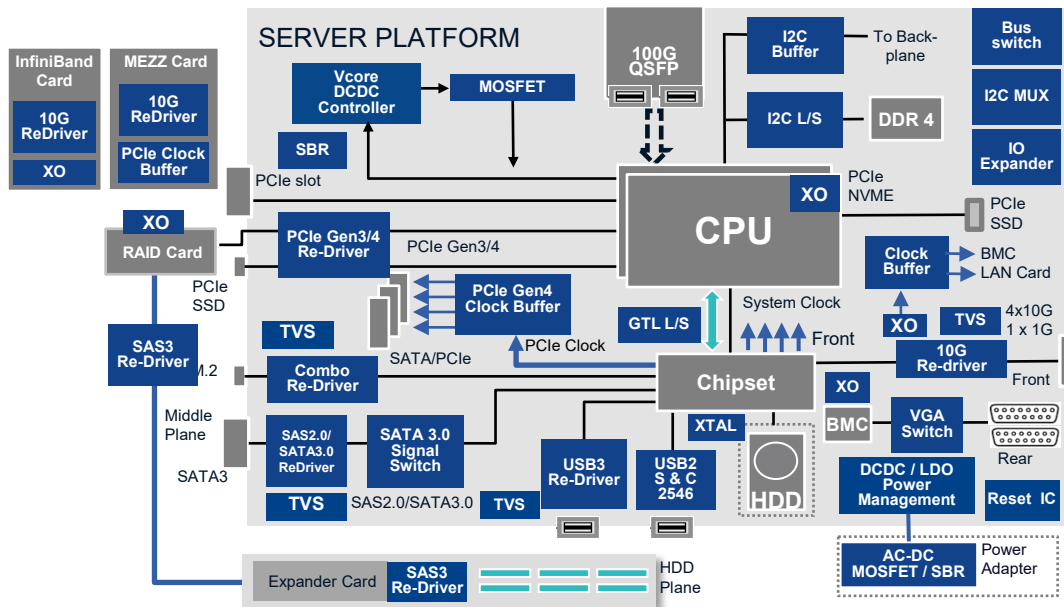 SERVER PLATFORM
InfiniBand
Card
10G
ReDriver
XO
MEZZ Card
10G
ReDriver
PCIe Clock
Buffer
Vcore
DCDC
Controller
MOSFET
SBR
100G
QSFP
I2C
Buffer
To Back-
plane
I2C L/S
DDR 4
Bus
switch
I2C MUX
IO
Expander
PCIe slot
CPU
XO
PCIe
NVME
PCIe
SSD
XO
RAID Card
PCIe
SSD
PCIe Gen3/4
Re-Driver
PCIe Gen3/4
PCIe Gen4
Clock Buffer
SATA/PCIe
PCIe Clock
GTL L/S
System Clock
Front
Clock
Buffer
BMC
LAN Card
XO
TVS
4x10G
1 x 1G
10G
Re-driver
Front
SAS3
Re-Driver
TVS
.2
Combo
Re-Driver
Chipset
XO
Middle
Plane
SATA3
SAS2.0/
SATA3.0
ReDriver
SATA 3.0
Signal
Switch
TVS
SAS2.0/SATA3.0
TVS
USB3
Re-Driver
USB2
S & C
2546
XTAL
HDD
BMC
VGA
Switch
Rear
DCDC / LDO
Power
Management
Reset IC
AC-DC
MOSFET / SBR
Power
Adapter
Expander Card
SAS3
Re-Driver
HDD
Plane